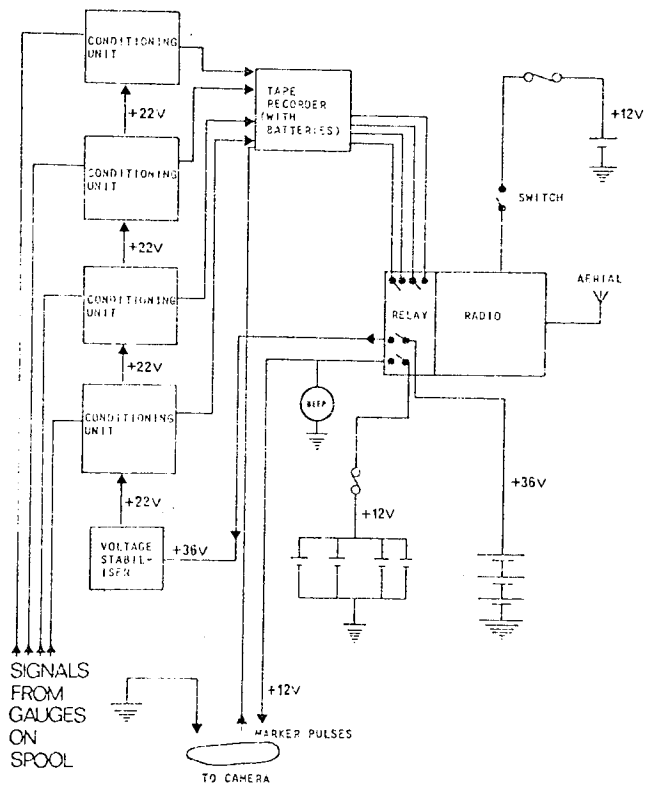 CONDITIONING
UNIT
+22V
CONDITIONING
UNIT
+22V
CONDITIONING
UNIT
+22V
CONDITIONING
UNIT
+22V
VOLTAGE
STABIL-
ISER
+36V
TAPE
RECORDER
(WITH
BATTERIES)
+12V
SWITCH
AERIAL
RELAY
RADIO
BEEP
+12V
+36V
SIGNALS
FROM
GAUGES
ON
SPOOL
+12V
MARKER PULSES
TO CAMERA